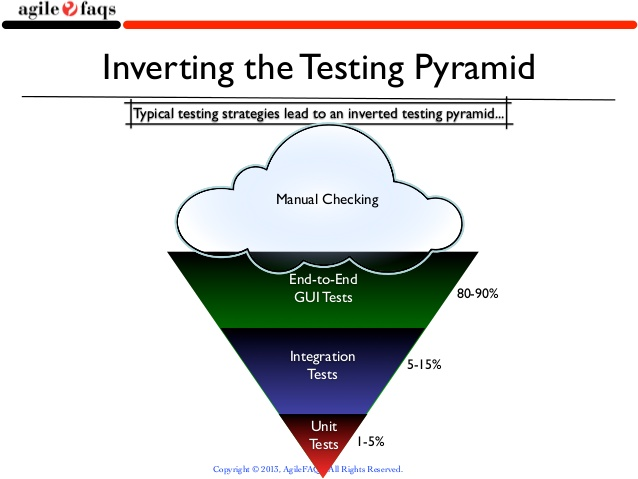 agile faqs
Inverting the Testing Pyramid
Typical testing strategies lead to an inverted testing pyramid...
Manual Checking
End-to-End
GUI Tests
80-90%
Integration
Tests
5-15%
Unit
Tests
1-5%
Copyright © 2013, AgileFAQ All Rights Reserved.